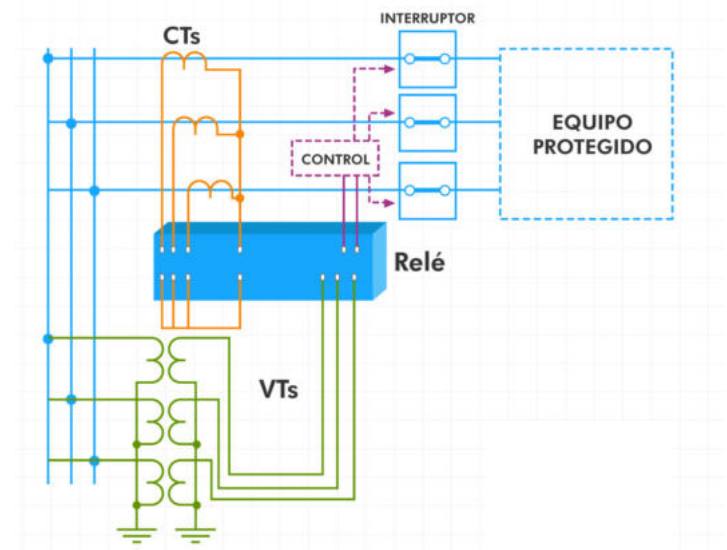 INTERRUPTOR
CTs
EQUIPO
PROTEGIDO
CONTROL
Relé
VTs